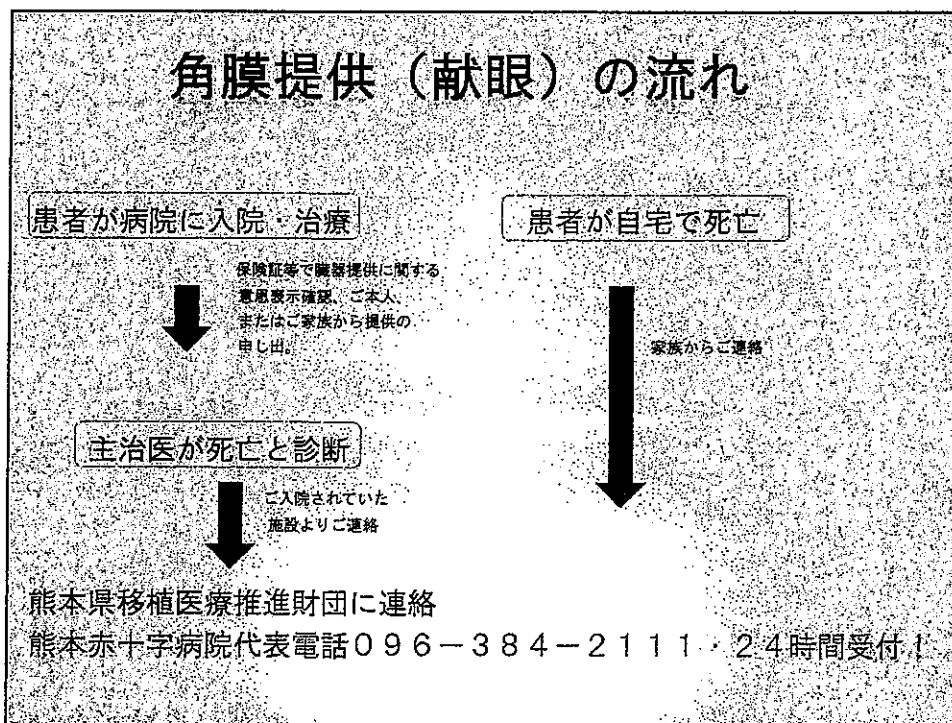 角膜提供（献眼）の流れ
患者が病院に入院・治療
保険証等で臓器提供に関する
意思表示確認、ご本人、
またはご家族から提供の
申し出。
主治医が死亡と診断
ご入院されていた
施設よりご連絡
患者が自宅で死亡
家族からご連絡
熊本県移植医療推進財団に連絡
熊本赤十字病院代表電話０９６－３８４－２１１１・２４時間受付！